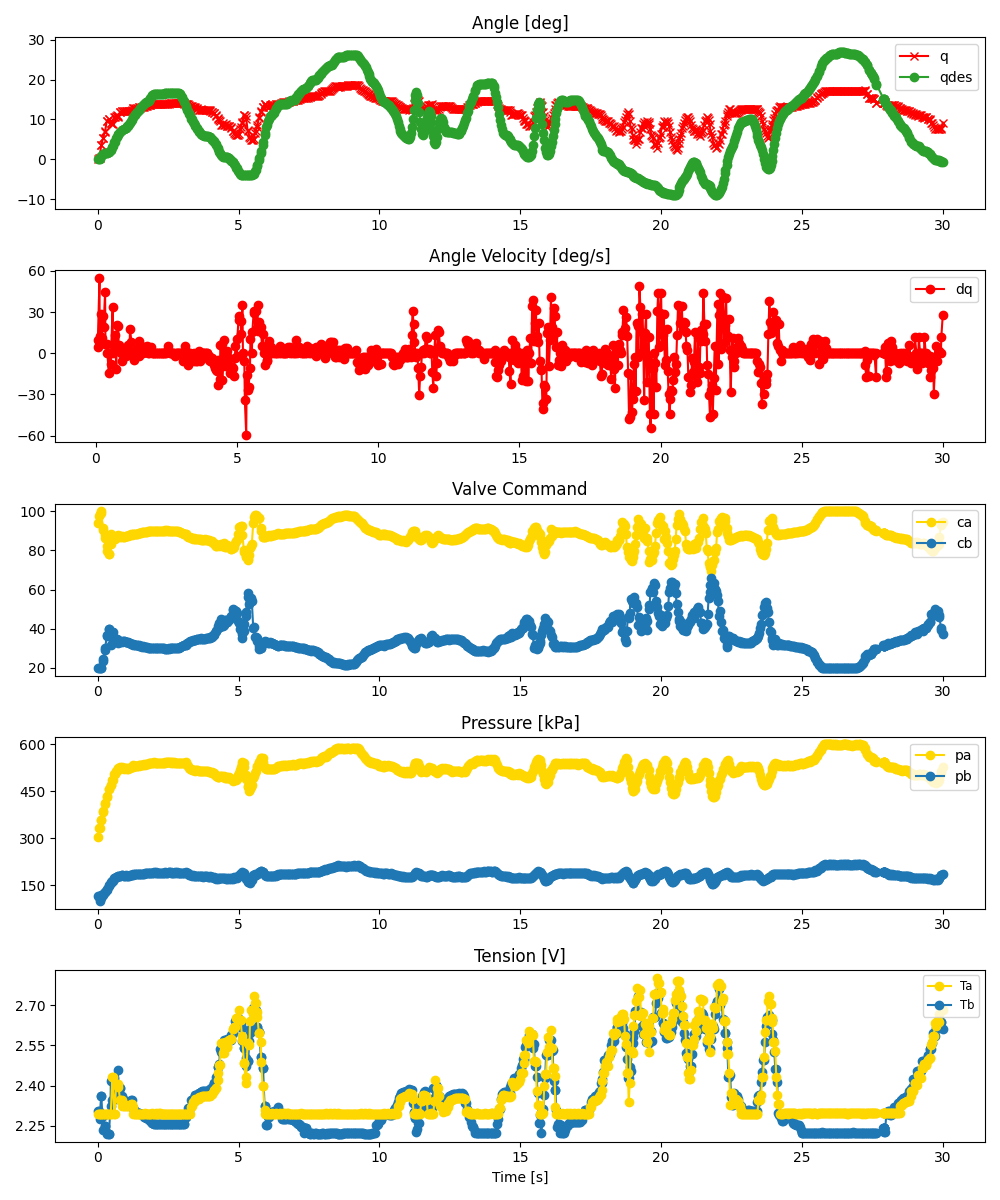 Angle [deg]
30
20
10
0
−10
q
qdes
0 5 10 15 20 25 30
Angle Velocity [deg/s]
60
30
0
−30
−60
dq
0 5 10 15 20 25 30
Valve Command
100
80
60
40
20
ca
cb
0 5 10 15 20 25 30
Pressure [kPa]
600
450
300
150
pa
pb
0 5 10 15 20 25 30
Tension [V]
2.70
2.55
2.40
2.25
Ta
Tb
0 5 10 15 20 25 30
Time [s]